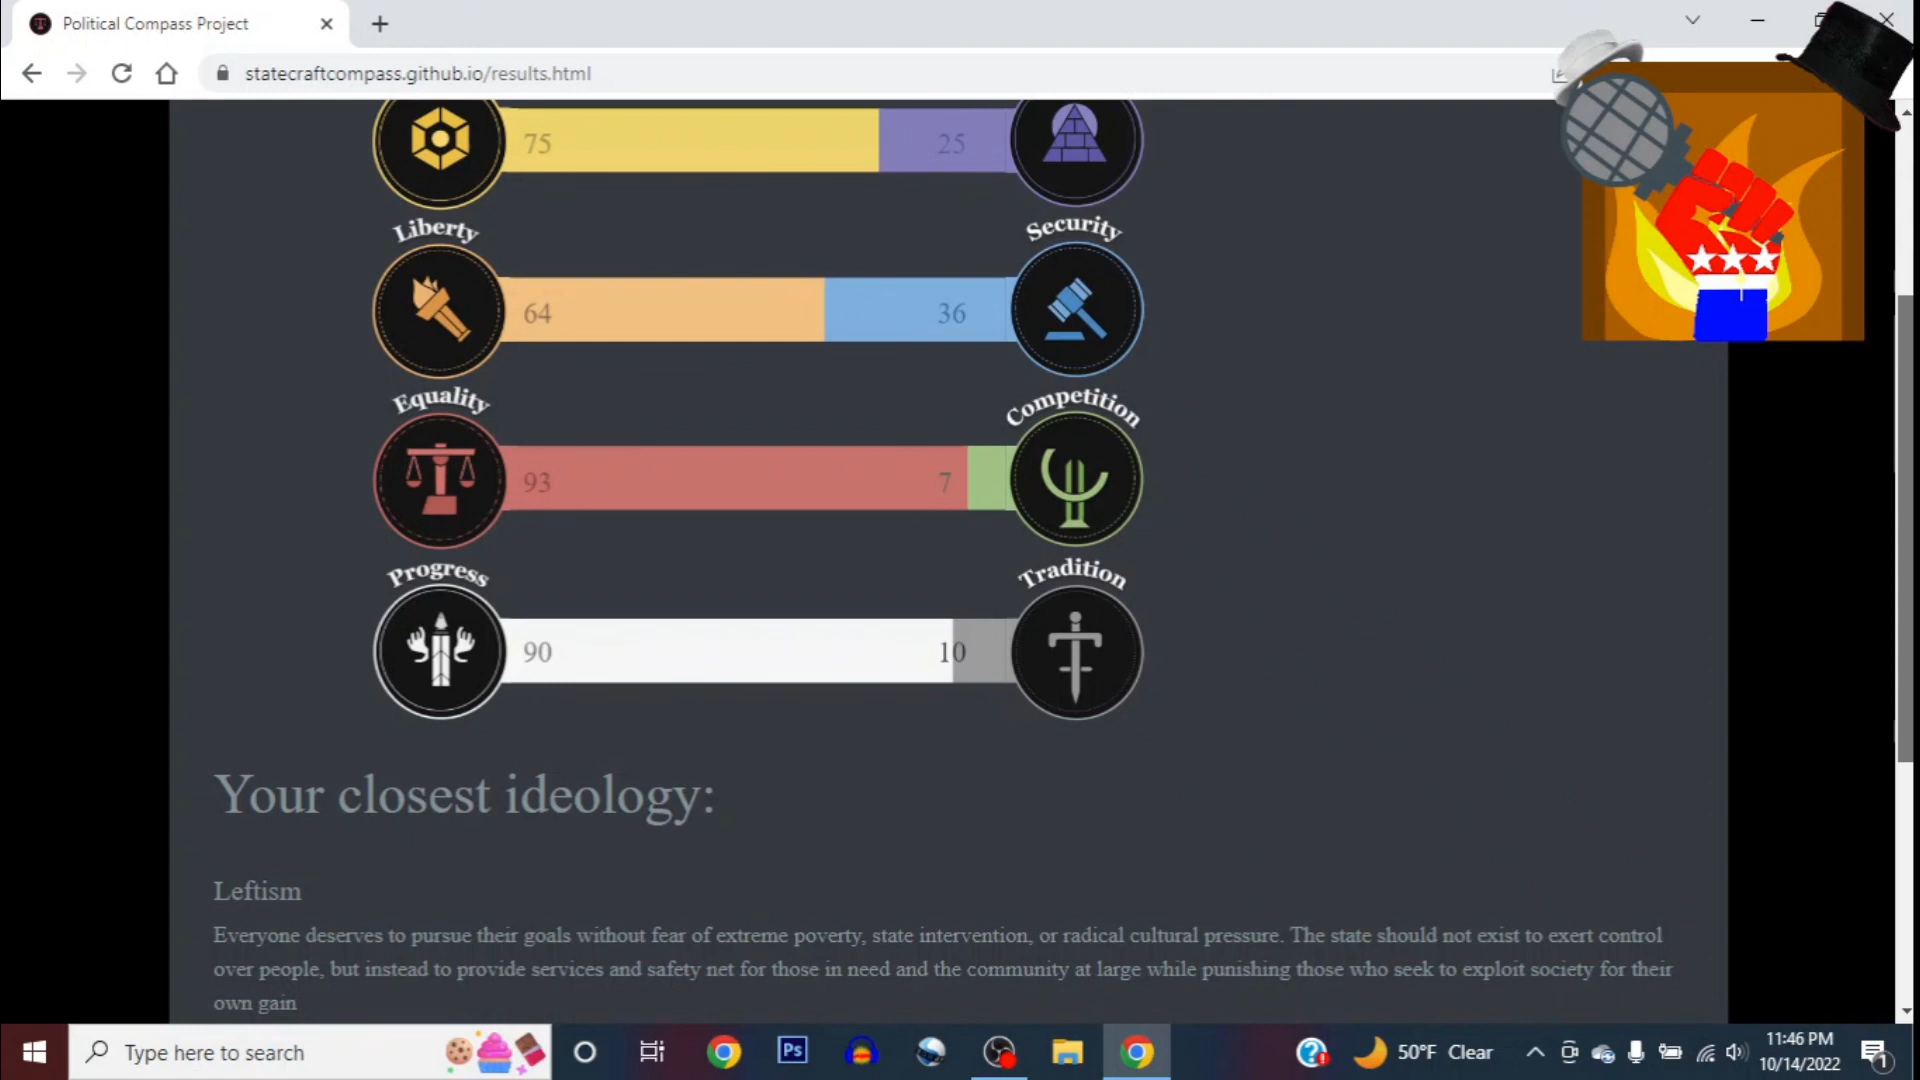 Political Compass Project
statecraftcompass.github.io/results.html
75 25
Liberty Security
64 36
Equality Competition
93 7
Progress Tradition
90 10
Your closest ideology:
Leftism
Everyone deserves to pursue their goals without fear of extreme poverty, state intervention, or radical cultural pressure. The state should not exist to exert control
over people, but instead to provide services and safety net for those in need and the community at large while punishing those who seek to exploit society for their
own gain
Type here to search
Ps
50°F Clear
11:46 PM
10/14/2022
1